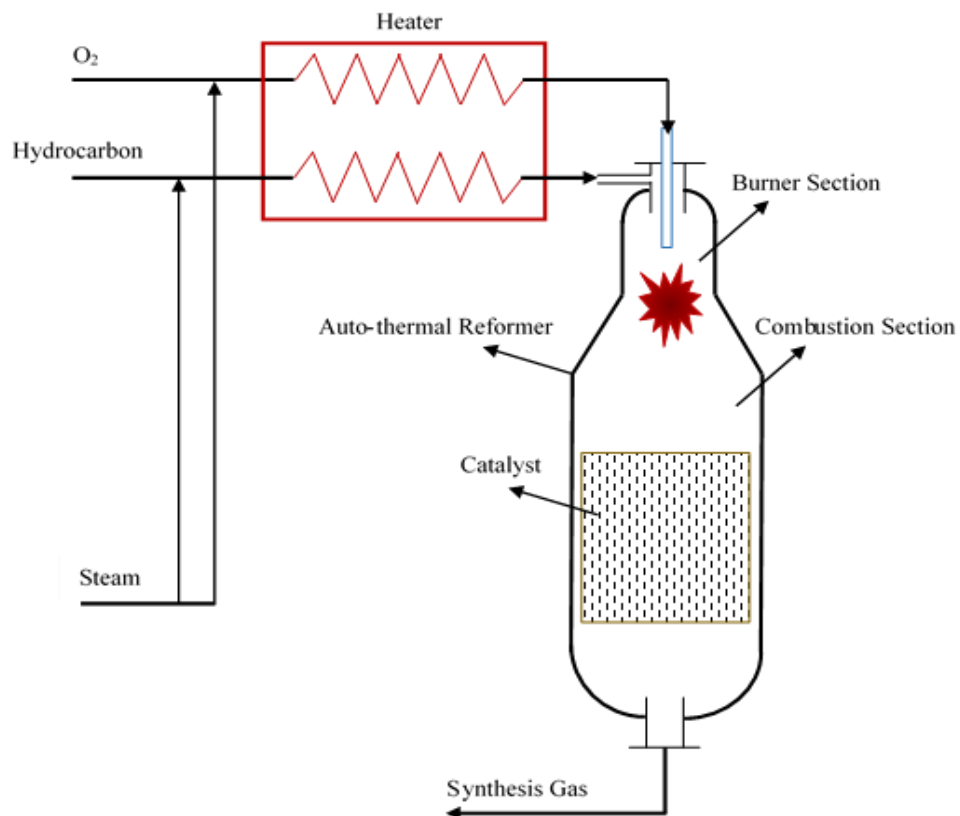 Heater
O₂
Hydrocarbon
Burner Section
Auto-thermal Reformer
Combustion Section
Catalyst
Steam
Synthesis Gas